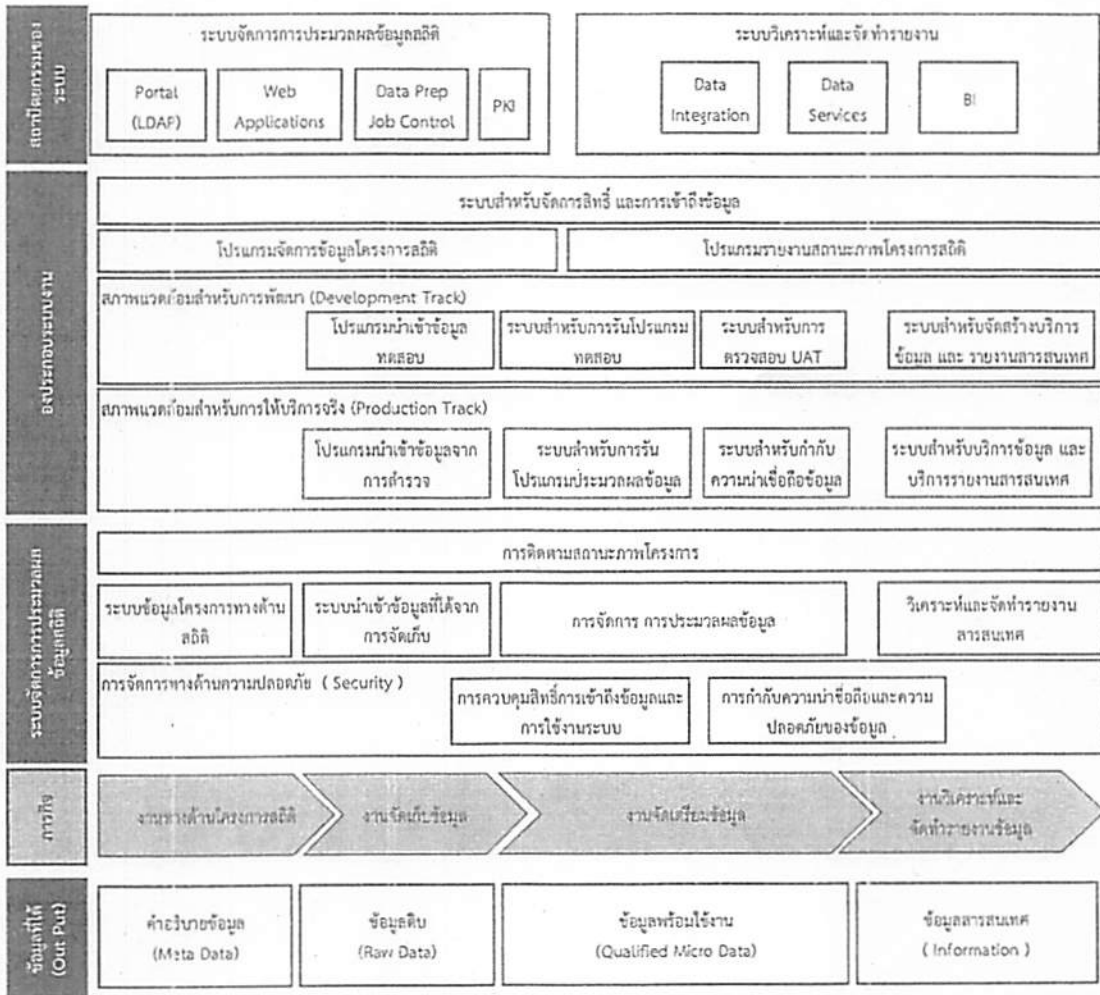 สถาปัตยกรรมของ
ระบบ
ระบบจัดการการประมวลผลข้อมูลสถิติ
Portal
(LDAP)
Web
Applications
Data Prep
Job Control
PKI
ระบบวิเคราะห์และจัดทำรายงาน
Data
Integration
Data
Services
BI
องประกอบระบบงาน
ระบบสำหรับจัดการสิทธิ์ และการเข้าถึงข้อมูล
โปรแกรมจัดการข้อมูลโครงการสถิติ
โปรแกรมรายงานสถานะภาพโครงการสถิติ
สภาพแวดล้อมสำหรับการพัฒนา (Development Track)
โปรแกรมนำเข้าข้อมูล
ทดสอบ
ระบบสำหรับการรันโปรแกรม
ทดสอบ
ระบบสำหรับการ
ตรวจสอบ UAT
ระบบสำหรับจัดสร้างบริการ
ข้อมูล และ รายงานสารสนเทศ
สภาพแวดล้อมสำหรับการให้บริการจริง (Production Track)
โปรแกรมนำเข้าข้อมูลจาก
การสำรวจ
ระบบสำหรับการรัน
โปรแกรมประมวลผลข้อมูล
ระบบสำหรับกำกับ
ความน่าเชื่อถือข้อมูล
ระบบสำหรับบริการข้อมูล และ
บริการรายงานสารสนเทศ
ระบบจัดการการประมวลผล
ข้อมูลสถิติ
การติดตามสถานะภาพโครงการ
ระบบข้อมูลโครงการทางด้าน
สถิติ
ระบบนำเข้าข้อมูลที่ได้จาก
การจัดเก็บ
การจัดการ การประมวลผลข้อมูล
วิเคราะห์และจัดทำรายงาน
สารสนเทศ
การจัดการทางด้านความปลอดภัย ( Security )
การควบคุมสิทธิ์การเข้าถึงข้อมูลและ
การใช้งานระบบ
การกำกับความน่าเชื่อถือและความ
ปลอดภัยของข้อมูล
ภารกิจ
งานทางด้านโครงการสถิติ
งานจัดเก็บข้อมูล
งานจัดเตรียมข้อมูล
งานวิเคราะห์และ
จัดทำรายงานข้อมูล
ข้อมูลที่ได้
(Out Put)
คำอธิบายข้อมูล
(Meta Data)
ข้อมูลดิบ
(Raw Data)
ข้อมูลพร้อมใช้งาน
(Qualified Micro Data)
ข้อมูลสารสนเทศ
( Information )